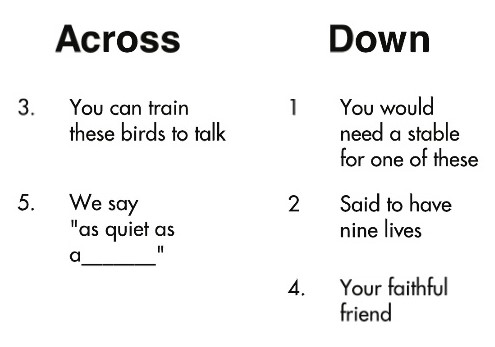 Across
3. You can train
these birds to talk
5. We say
"as quiet as
a_______"
Down
1 You would
need a stable
for one of these
2 Said to have
nine lives
4. Your faithful
friend